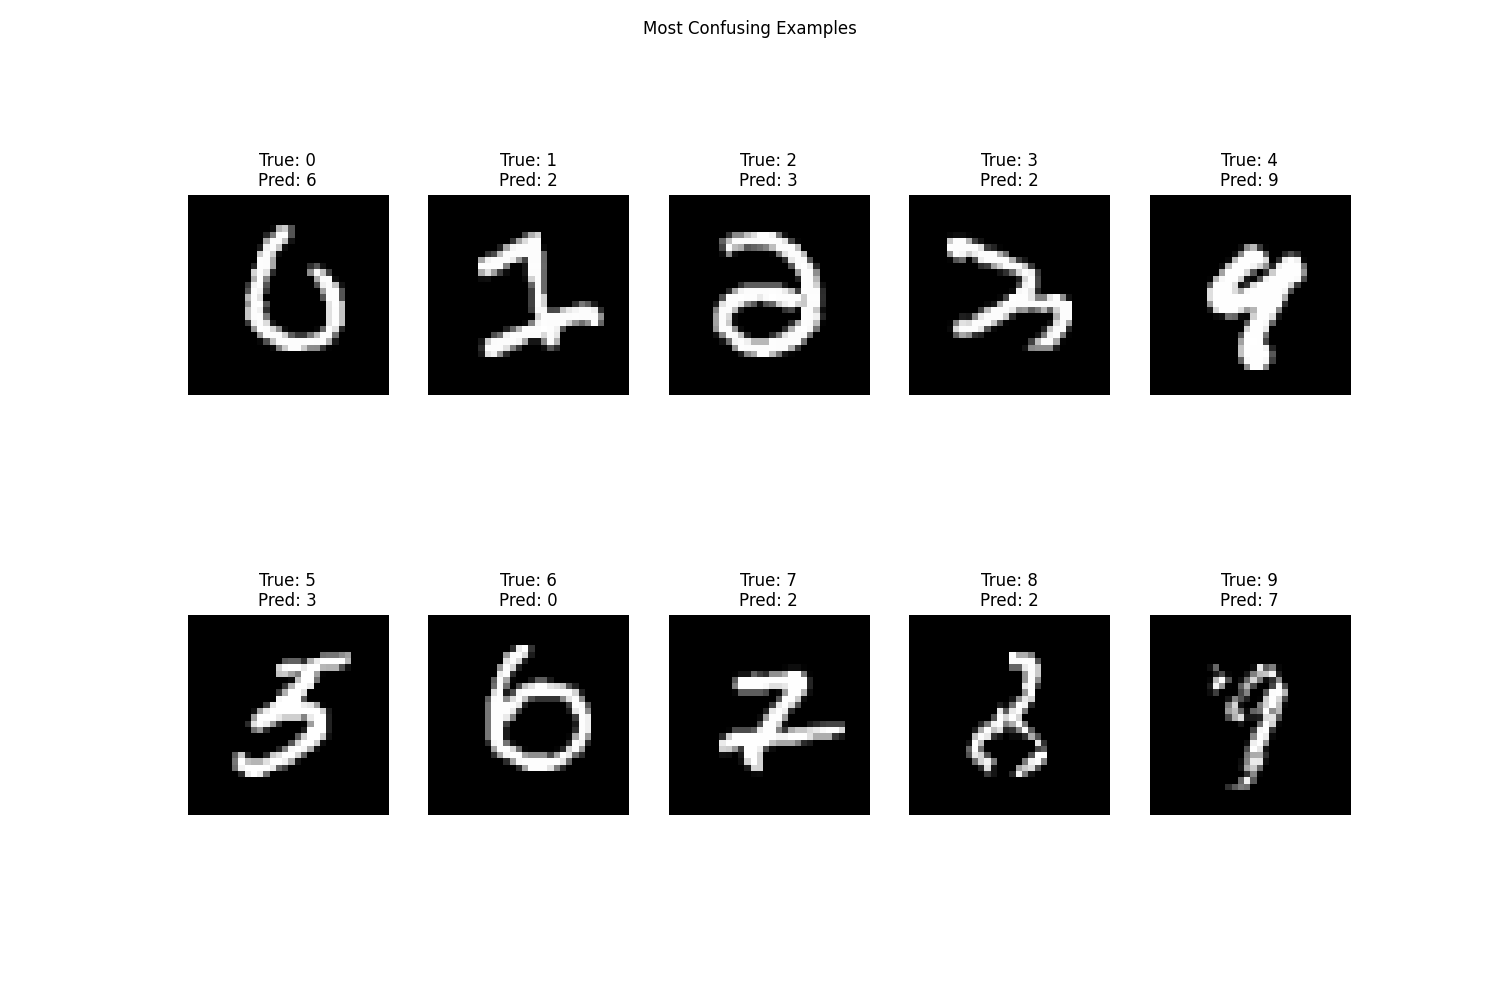 Most Confusing Examples
True: 0 True: 1 True: 2 True: 3 True: 4
Pred: 6 Pred: 2 Pred: 3 Pred: 2 Pred: 9
True: 5 True: 6 True: 7 True: 8 True: 9
Pred: 3 Pred: 0 Pred: 2 Pred: 2 Pred: 7